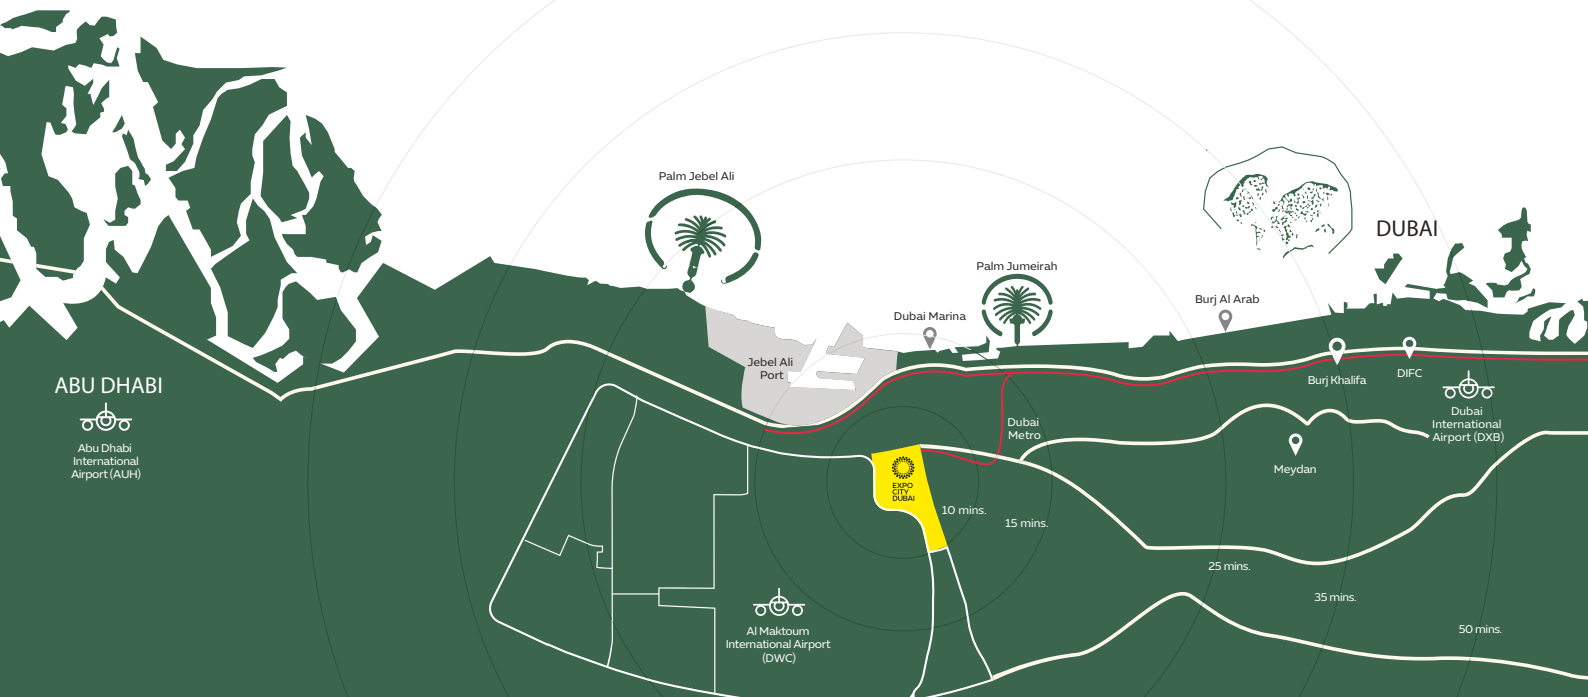 Palm Jebel Ali
DUBAI
Palm Jumeirah
Burj Al Arab
Dubai Marina
Jebel Ali
Port
Burj Khalifa
DIFC
ABU DHABI
Abu Dhabi
International
Airport (AUH)
Dubai
International
Airport (DXB)
Dubai
Metro
Meydan
EXPO
CITY
DUBAI
10 mins.
15 mins.
25 mins.
35 mins.
50 mins.
Al Maktoum
International Airport
(DWC)